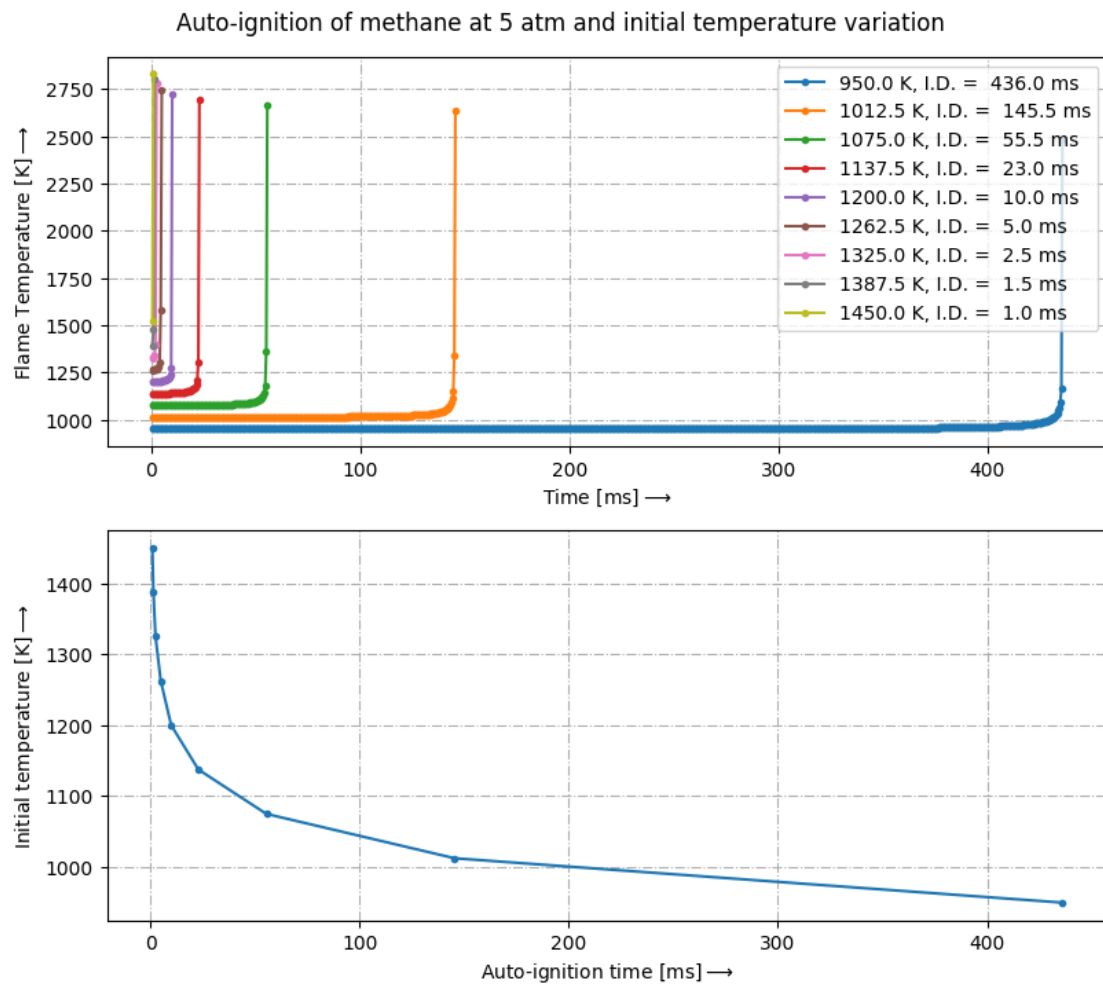 Auto-ignition of methane at 5 atm and initial temperature variation
Flame Temperature [K] ⟶
2750
2500
2250
2000
1750
1500
1250
1000
950.0 K, I.D. =  436.0 ms
1012.5 K, I.D. =  145.5 ms
1075.0 K, I.D. =  55.5 ms
1137.5 K, I.D. =  23.0 ms
1200.0 K, I.D. =  10.0 ms
1262.5 K, I.D. =  5.0 ms
1325.0 K, I.D. =  2.5 ms
1387.5 K, I.D. =  1.5 ms
1450.0 K, I.D. =  1.0 ms
0 100 200 300 400
Time [ms] ⟶
Initial temperature [K] ⟶
1400
1300
1200
1100
1000
0 100 200 300 400
Auto-ignition time [ms] ⟶